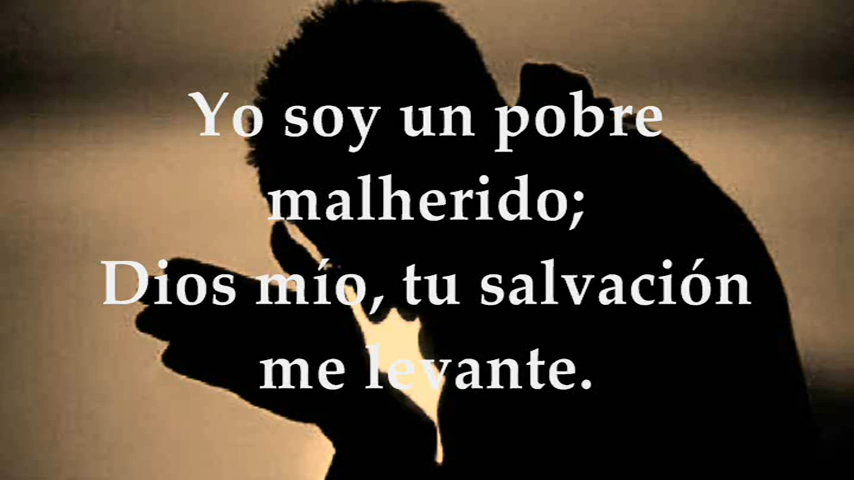 Yo soy un pobre
malherido;
Dios mío, tu salvación
me levante.